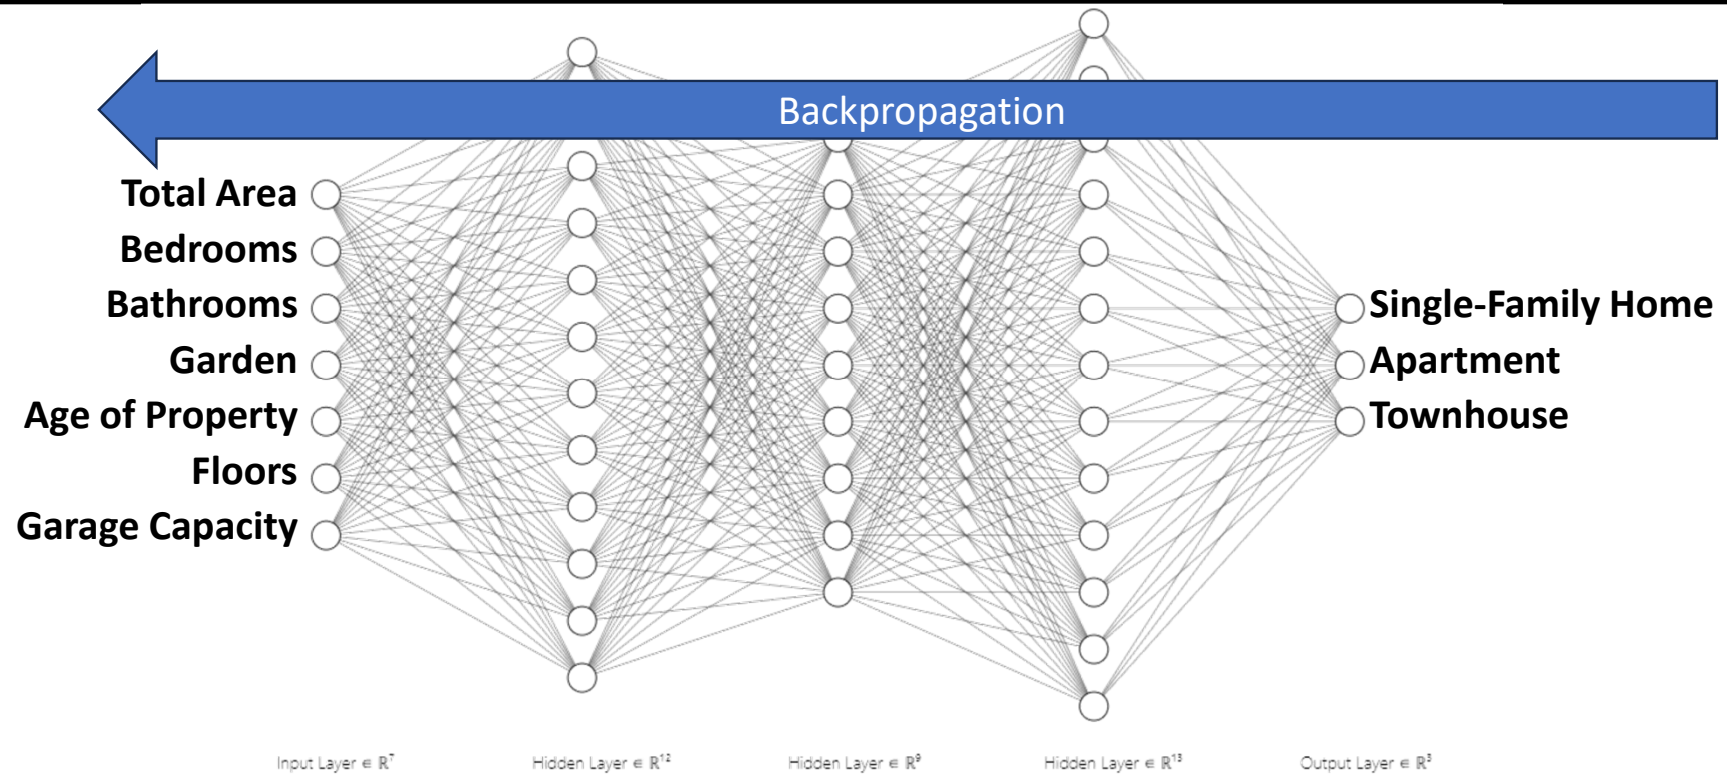 Backpropagation
Total Area
Bedrooms
Bathrooms
Garden
Age of Property
Floors
Garage Capacity
Single-Family Home
Apartment
Townhouse
Input Layer ∈ ℝ⁷
Hidden Layer ∈ ℝ¹²
Hidden Layer ∈ ℝ⁹
Hidden Layer ∈ ℝ¹³
Output Layer ∈ ℝ³